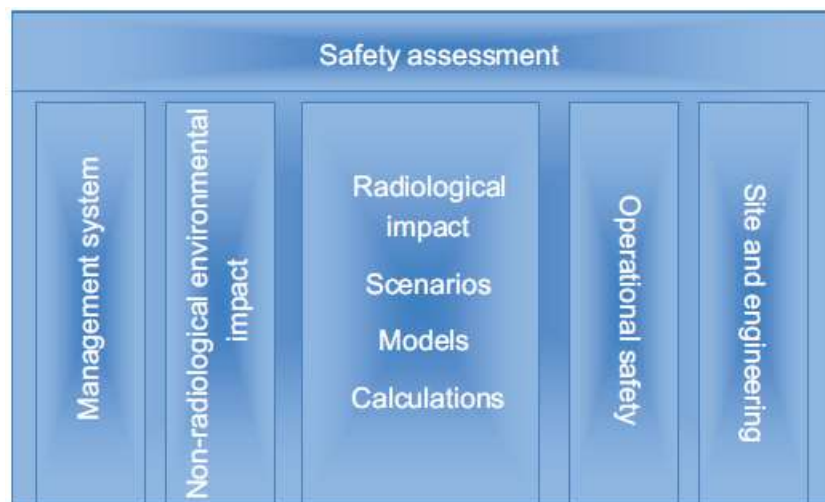 Safety assessment
Management system
Non-radiological environmental
impact
Radiological
impact
Scenarios
Models
Calculations
Operational safety
Site and engineering